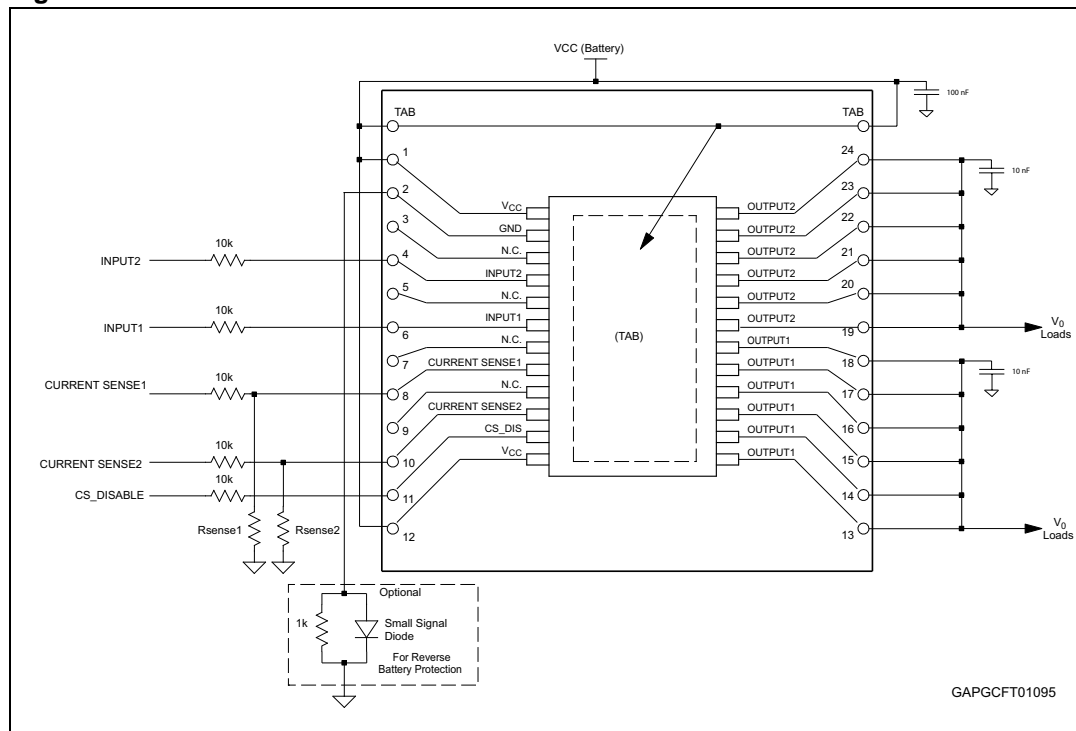 VCC (Battery)
100 nF
TAB
TAB
1
24
10 nF
2
23
VCC
OUTPUT2
3
22
GND
OUTPUT2
10k
INPUT2
4
N.C.
OUTPUT2
21
INPUT2
OUTPUT2
5
20
N.C.
OUTPUT2
10k
INPUT1
6
INPUT1
OUTPUT2
19
V0
Loads
(TAB)
7
N.C.
OUTPUT1
18
10 nF
10k
CURRENT SENSE1
8
CURRENT SENSE1
OUTPUT1
17
9
N.C.
OUTPUT1
16
10k
CURRENT SENSE2
10
CURRENT SENSE2
OUTPUT1
15
10k
CS_DISABLE
11
CS_DIS
OUTPUT1
14
VCC
OUTPUT1
Rsense1
Rsense2
12
13
V0
Loads
Optional
1k
Small Signal
Diode
For Reverse
Battery Protection
GAPGCFT01095